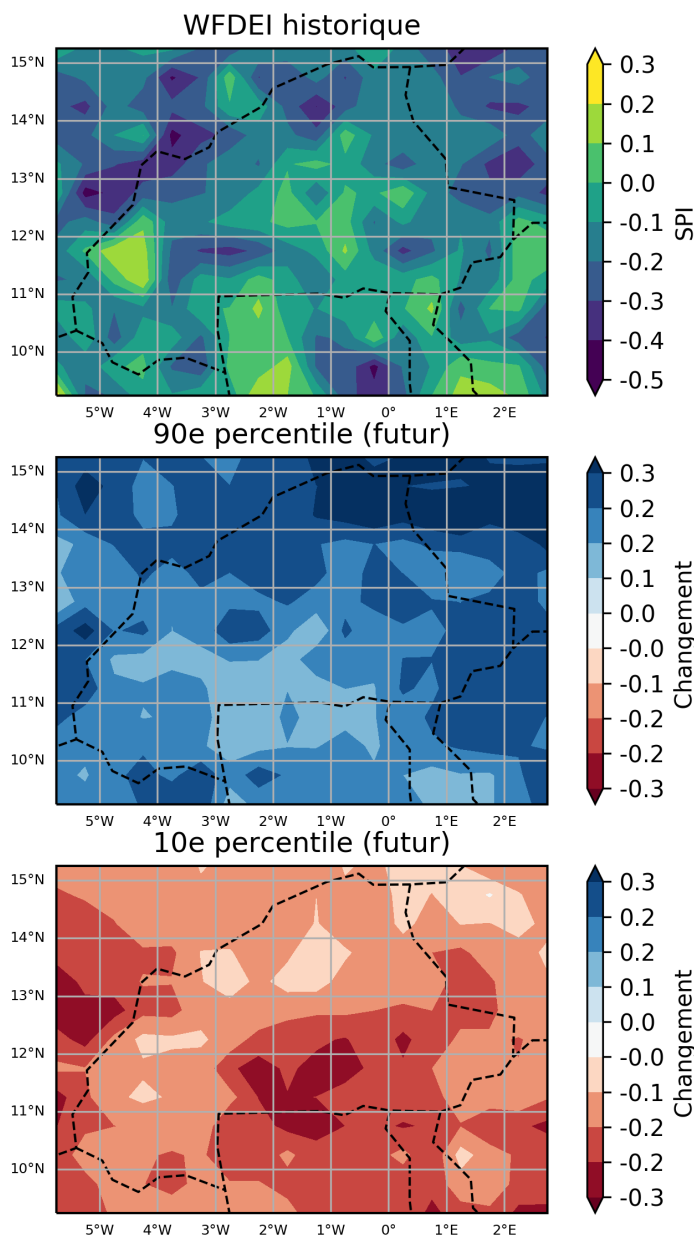 WFDEI historique
15°N
14°N
13°N
12°N
11°N
10°N
5°W 4°W 3°W 2°W 1°W 0° 1°E 2°E
0.3
0.2
0.1
0.0
-0.1
-0.2
-0.3
-0.4
-0.5
SPI
90e percentile (futur)
15°N
14°N
13°N
12°N
11°N
10°N
5°W 4°W 3°W 2°W 1°W 0° 1°E 2°E
0.3
0.2
0.2
0.1
0.0
-0.0
-0.1
-0.2
-0.2
-0.3
Changement
10e percentile (futur)
15°N
14°N
13°N
12°N
11°N
10°N
5°W 4°W 3°W 2°W 1°W 0° 1°E 2°E
0.3
0.2
0.2
0.1
0.0
-0.0
-0.1
-0.2
-0.2
-0.3
Changement